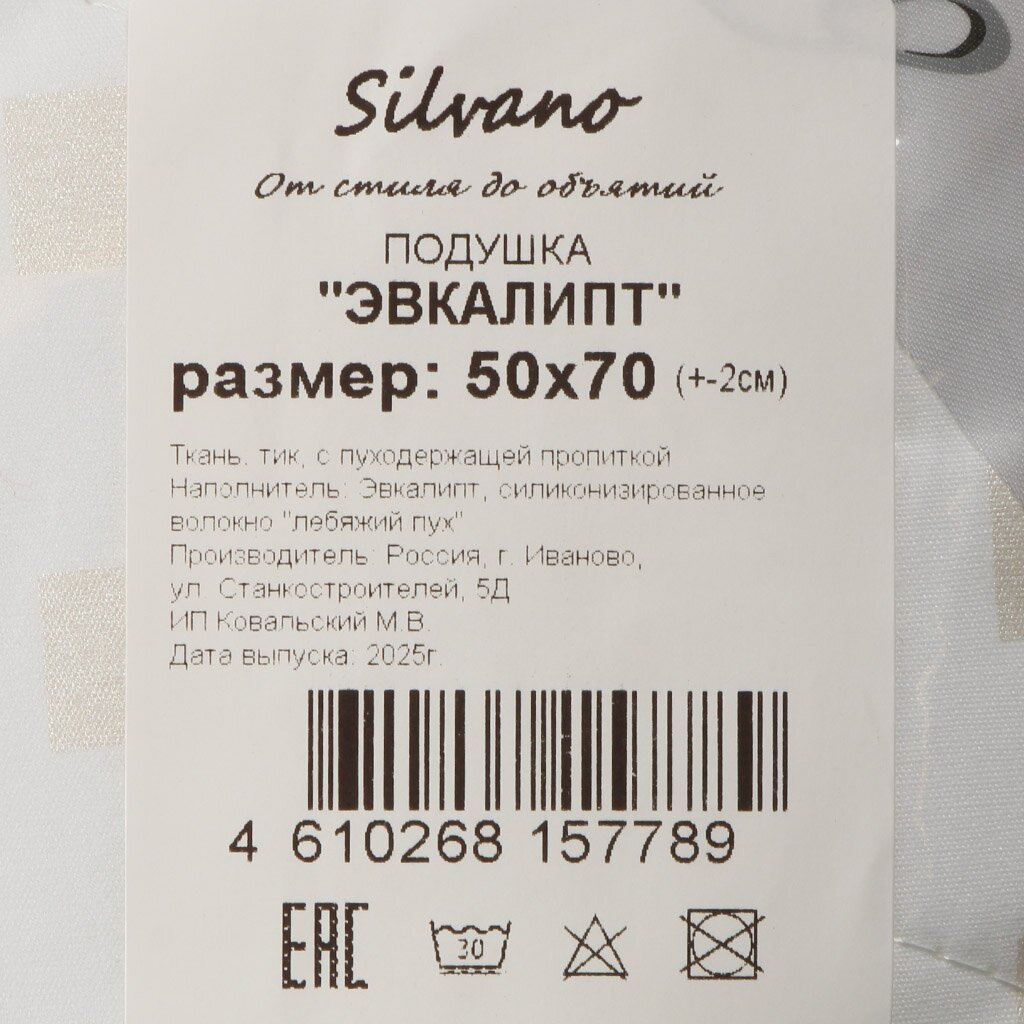 Silvano
От стиля до объятий
ПОДУШКА
"ЭВКАЛИПТ"
размер: 50x70 (+-2см)
Ткань: тик, с пуходержащей пропиткой
Наполнитель: Эвкалипт, силиконизированное
волокно "лебяжий пух"
Производитель: Россия, г. Иваново,
ул. Станкостроителей, 5Д
ИП Ковальский М.В.
Дата выпуска: 2025г.
4 610268 157789
EAC 30